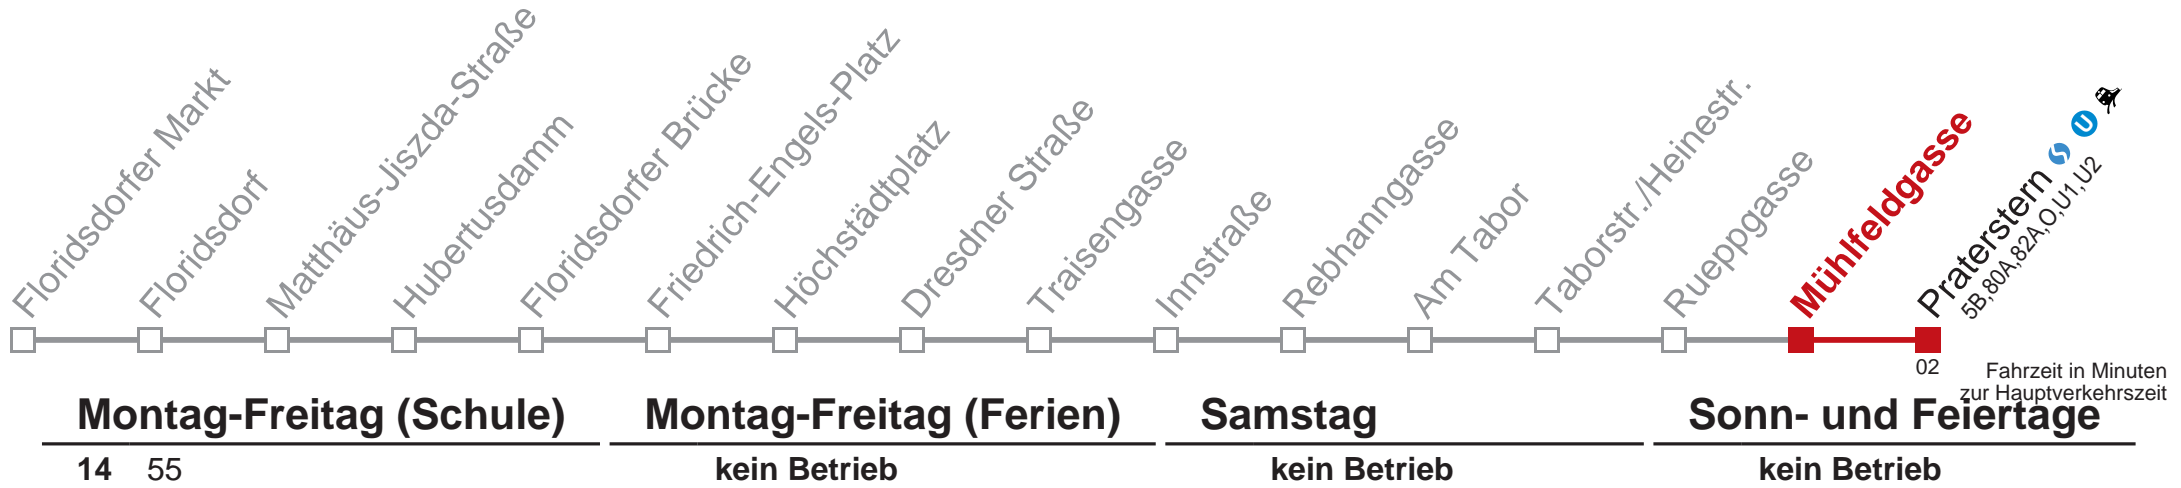 Floridsdorfer Markt
Floridsdorf
Matthäus-Jiszda-Straße
Hubertusdamm
Floridsdorfer Brücke
Friedrich-Engels-Platz
Höchstädtplatz
Dresdner Straße
Traisengasse
Innstraße
Rebhanngasse
Am Tabor
Taborstr./Heinestr.
Rueppgasse
Mühlfeldgasse
Praterstern S U
5B,80A,82A,O,U1,U2
02
Fahrzeit in Minuten
zur Hauptverkehrszeit
Montag-Freitag (Schule) Montag-Freitag (Ferien) Samstag Sonn- und Feiertage
14 55 kein Betrieb kein Betrieb kein Betrieb